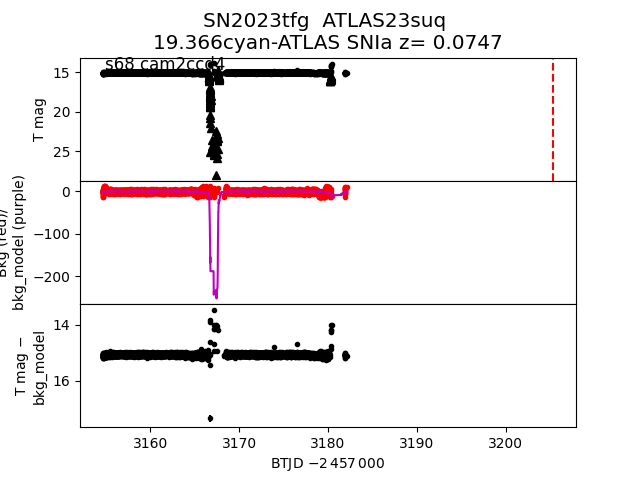 SN2023tfg  ATLAS23suq
19.366cyan-ATLAS SNIa z= 0.0747
s68 cam2ccd4
T mag
15
20
25
Bkg (red)/
bkg_model (purple)
0
−100
−200
T mag −
bkg_model
14
16
3160
3170
3180
3190
3200
BTJD −2 457 000